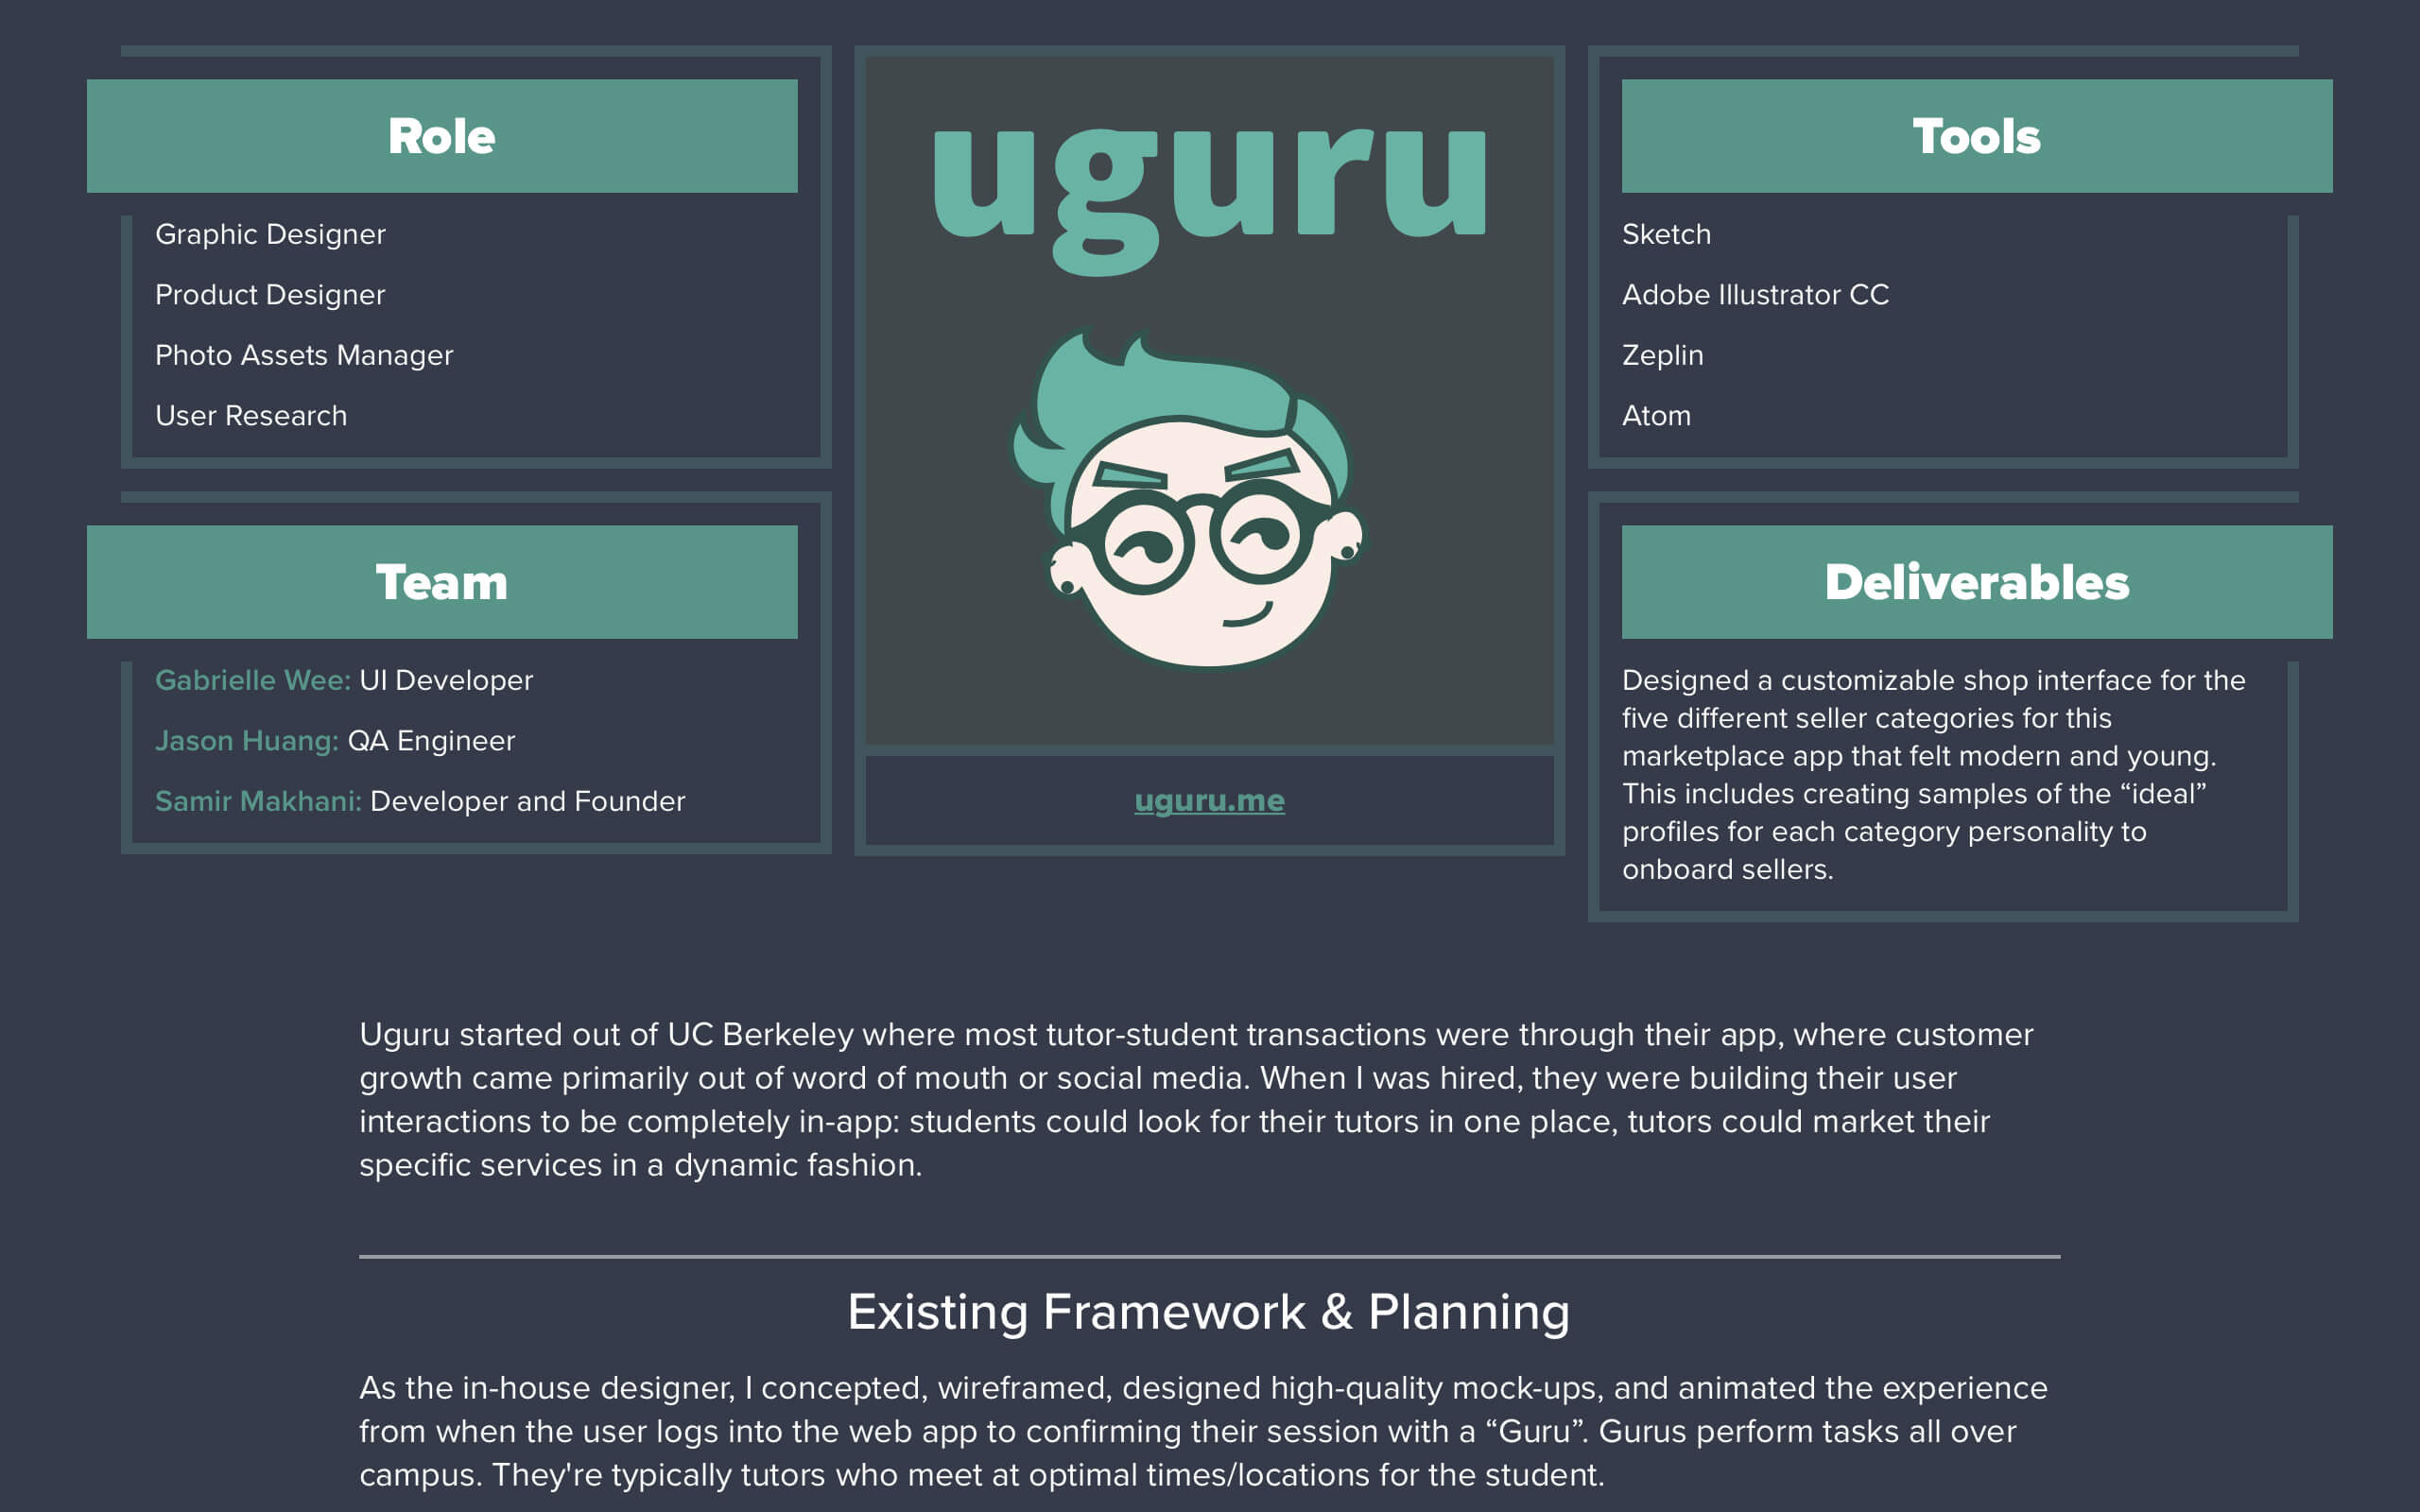 Role
Graphic Designer
Product Designer
Photo Assets Manager
User Research
Team
Gabrielle Wee: UI Developer
Jason Huang: QA Engineer
Samir Makhani: Developer and Founder
uguru
uguru.me
Tools
Sketch
Adobe Illustrator CC
Zeplin
Atom
Deliverables
Designed a customizable shop interface for the
five different seller categories for this
marketplace app that felt modern and young.
This includes creating samples of the “ideal”
profiles for each category personality to
onboard sellers.
Uguru started out of UC Berkeley where most tutor-student transactions were through their app, where customer
growth came primarily out of word of mouth or social media. When I was hired, they were building their user
interactions to be completely in-app: students could look for their tutors in one place, tutors could market their
specific services in a dynamic fashion.
Existing Framework & Planning
As the in-house designer, I concepted, wireframed, designed high-quality mock-ups, and animated the experience
from when the user logs into the web app to confirming their session with a “Guru”. Gurus perform tasks all over
campus. They're typically tutors who meet at optimal times/locations for the student.